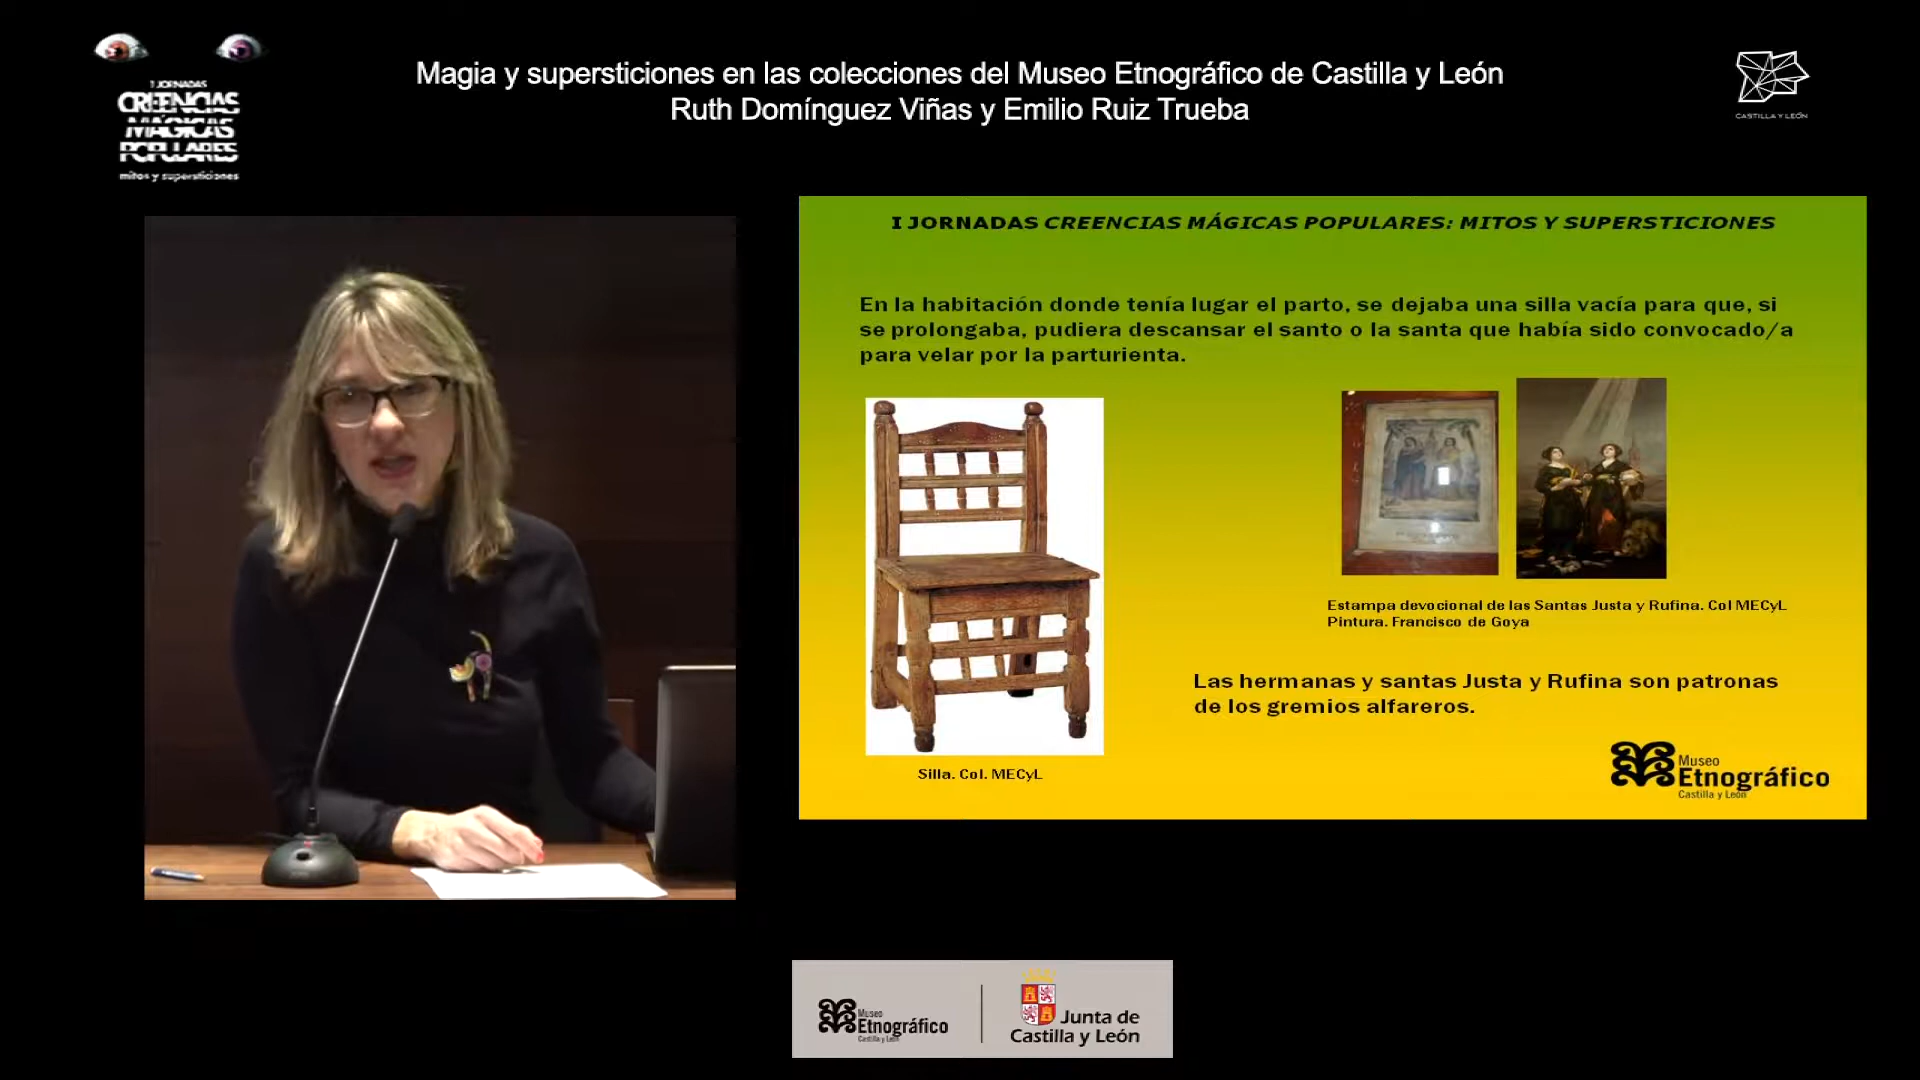 I JORNADAS
CREENCIAS
MÁGICAS
POPULARES
mitos y supersticiones
Magia y supersticiones en las colecciones del Museo Etnográfico de Castilla y León
Ruth Domínguez Viñas y Emilio Ruiz Trueba
CASTILLA Y LEÓN
I JORNADAS CREENCIAS MÁGICAS POPULARES: MITOS Y SUPERSTICIONES
En la habitación donde tenía lugar el parto, se dejaba una silla vacía para que, si
se prolongaba, pudiera descansar el santo o la santa que había sido convocado/a
para velar por la parturienta.
Estampa devocional de las Santas Justa y Rufina. Col MECyL
Pintura. Francisco de Goya
Las hermanas y santas Justa y Rufina son patronas
de los gremios alfareros.
Silla. Col. MECyL
Museo
Etnográfico
Castilla y León
Museo
Etnográfico
Castilla y León
Junta de
Castilla y León